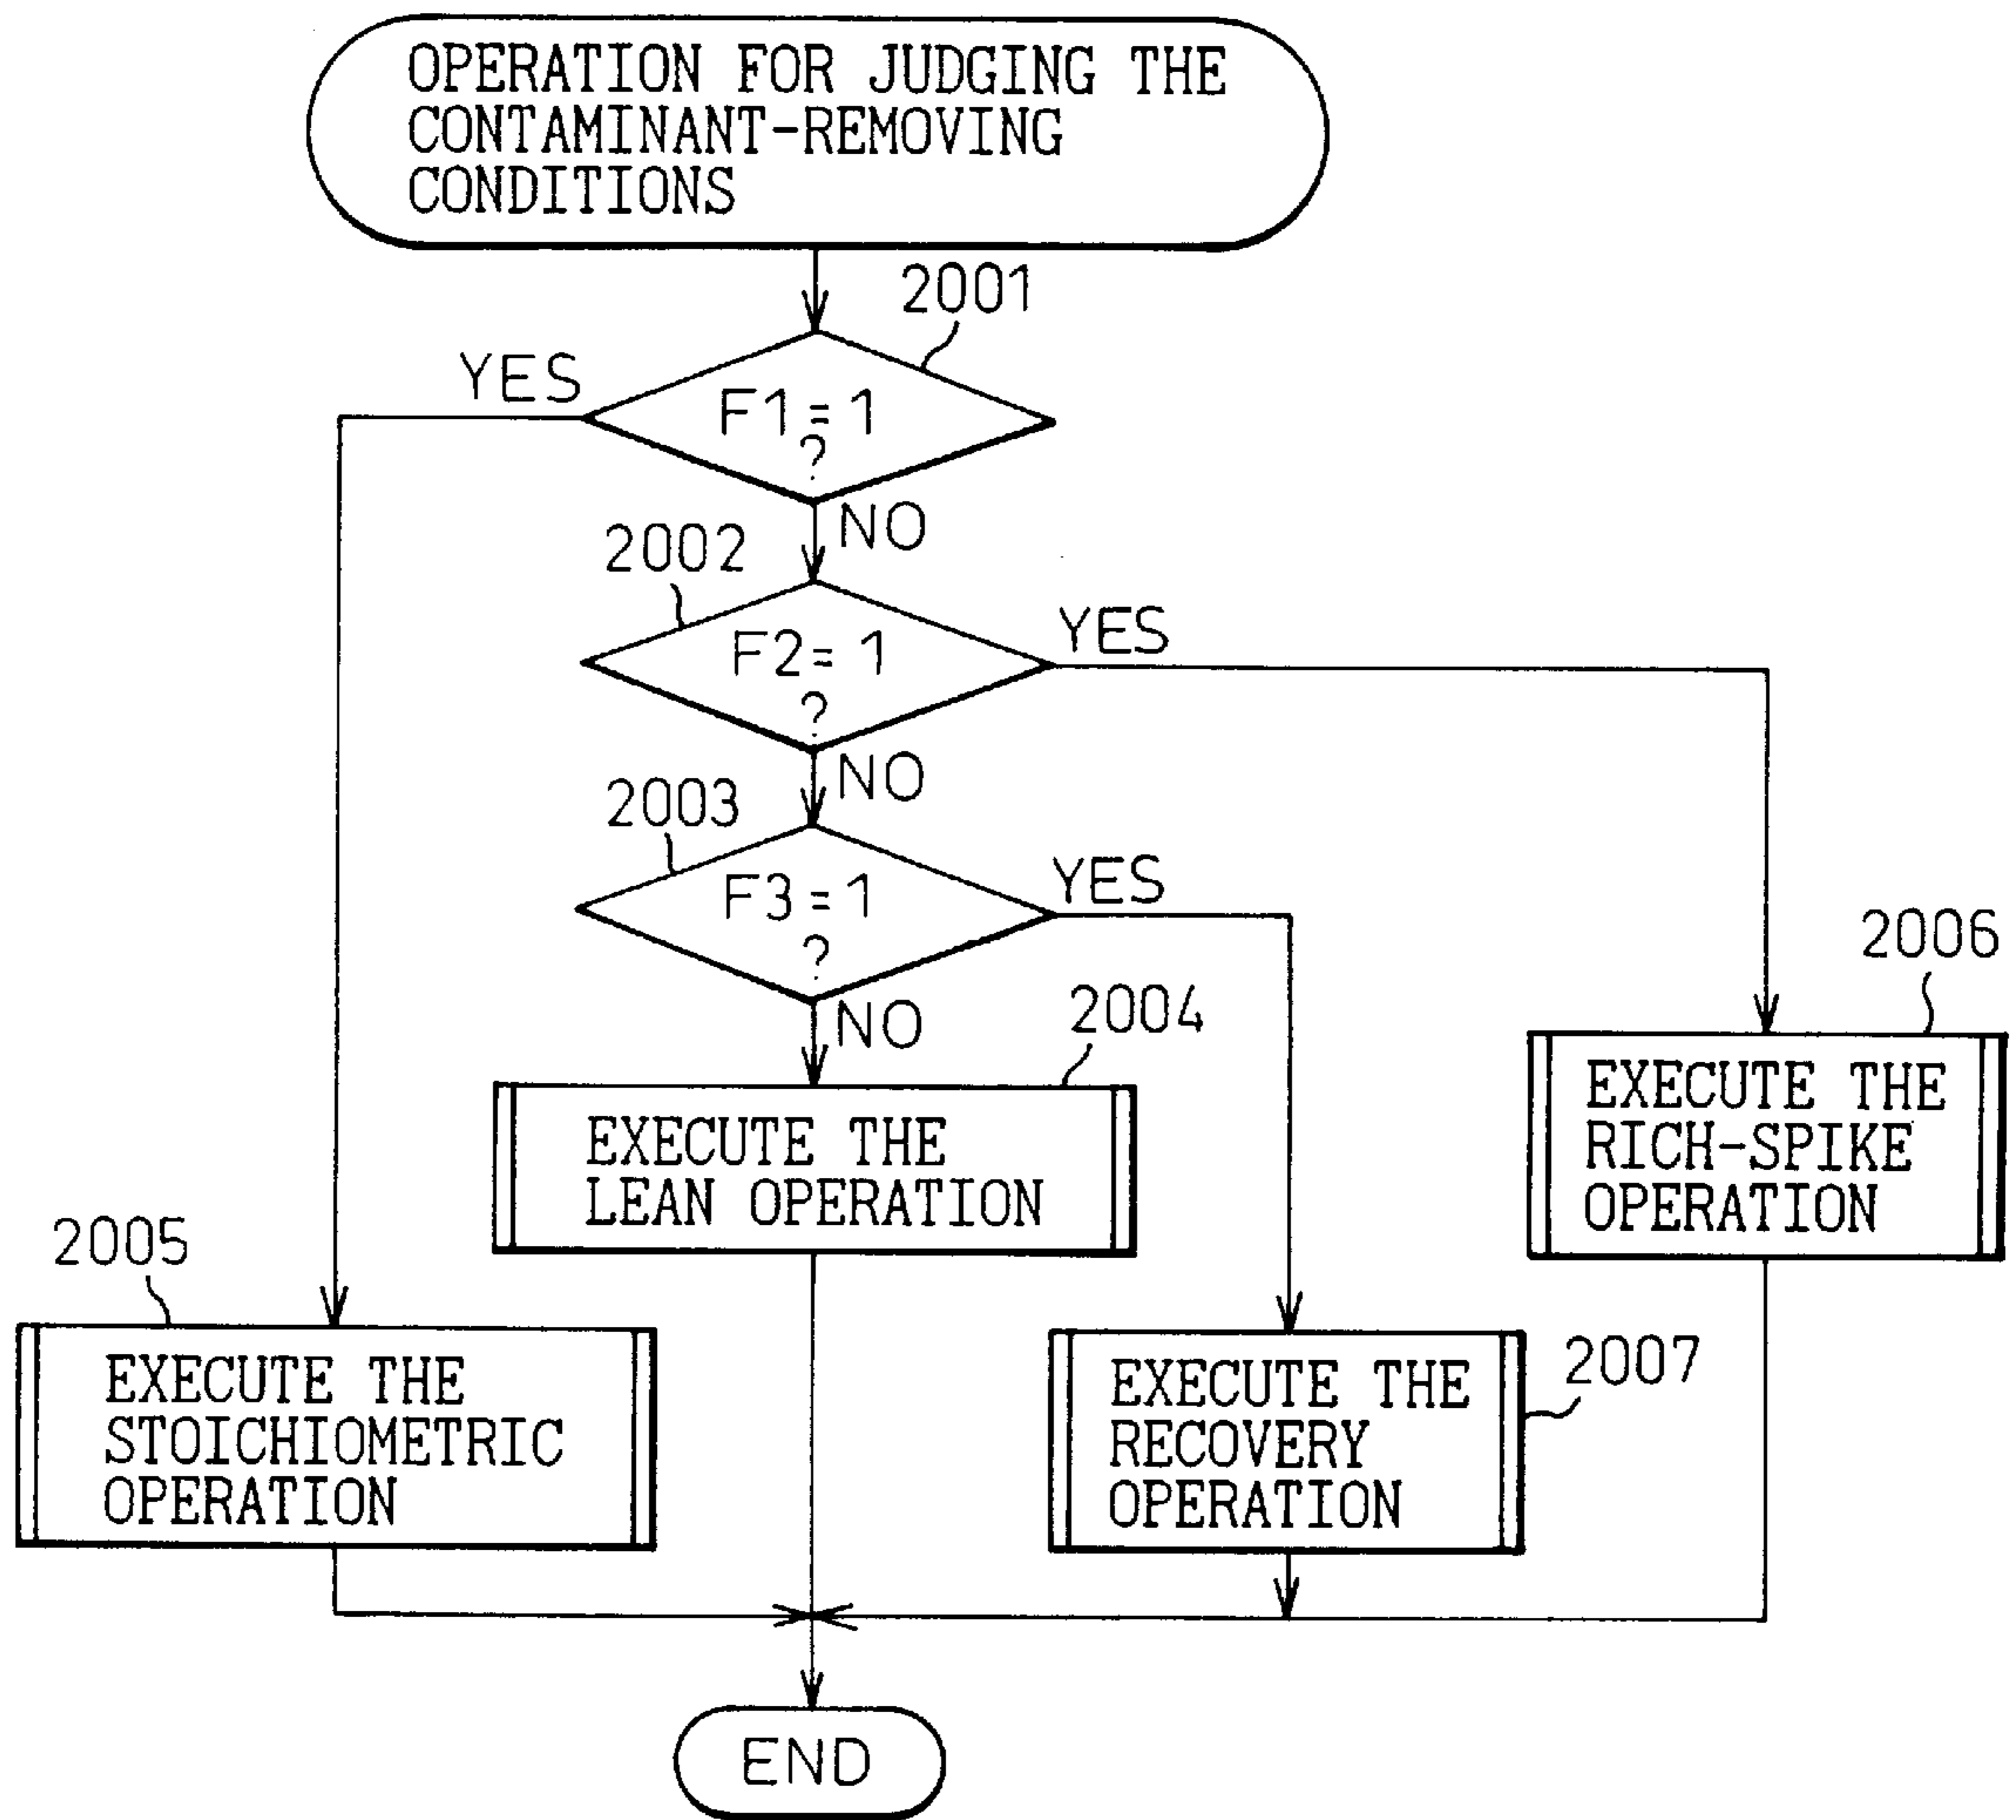 OPERATION FOR JUDGING THE
CONTAMINANT-REMOVING
CONDITIONS
2001
YES
F1=1
?
NO
2002
F2=1
?
YES
NO
2003
F3=1
?
YES
NO
2004
EXECUTE THE
LEAN OPERATION
2006
EXECUTE THE
RICH-SPIKE
OPERATION
2005
EXECUTE THE
STOICHIOMETRIC
OPERATION
2007
EXECUTE THE
RECOVERY
OPERATION
END